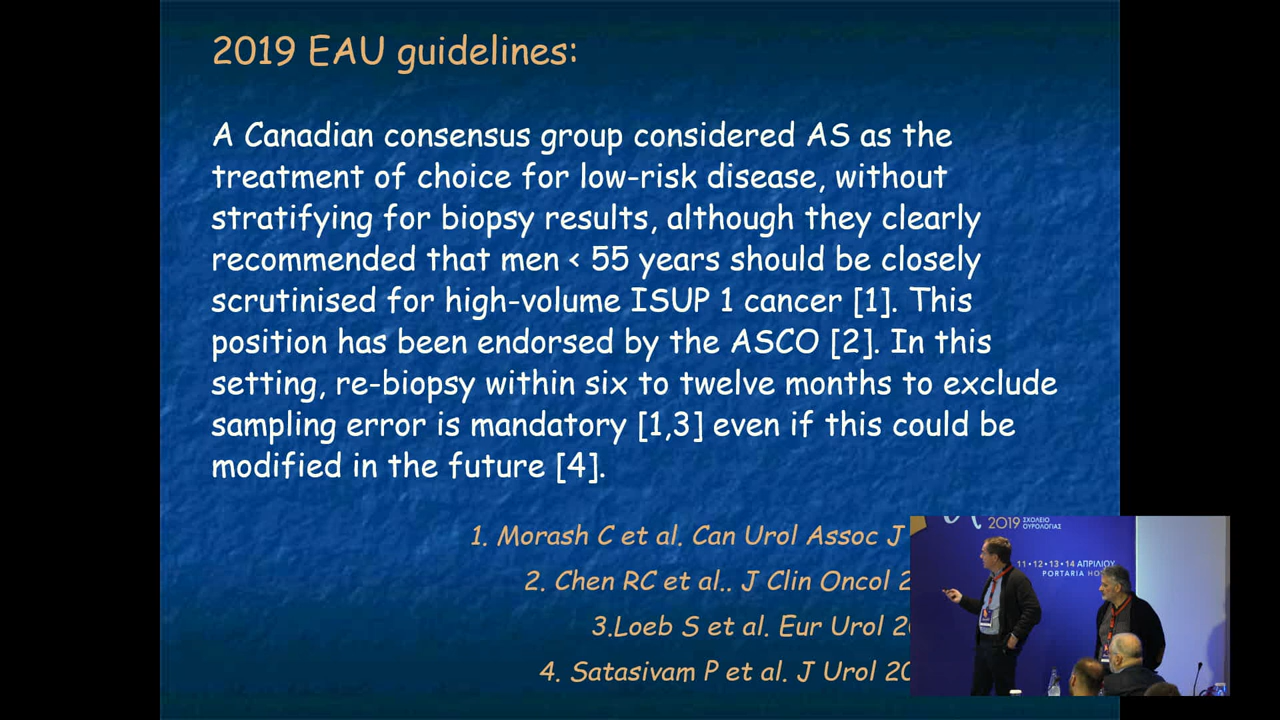 2019 EAU guidelines:
A Canadian consensus group considered AS as the
treatment of choice for low-risk disease, without
stratifying for biopsy results, although they clearly
recommended that men < 55 years should be closely
scrutinised for high-volume ISUP 1 cancer [1]. This
position has been endorsed by the ASCO [2]. In this
setting, re-biopsy within six to twelve months to exclude
sampling error is mandatory [1,3] even if this could be
modified in the future [4].
1. Morash C et al. Can Urol Assoc J
2. Chen RC et al.. J Clin Oncol 2
3.Loeb S et al. Eur Urol 20
4. Satasivam P et al. J Urol 20
2019 ΣΧΟΛΕΙΟ
ΟΥΡΟΛΟΓΙΑΣ
11•12•13•14 ΑΠΡΙΛΙΟΥ
PORTARIA